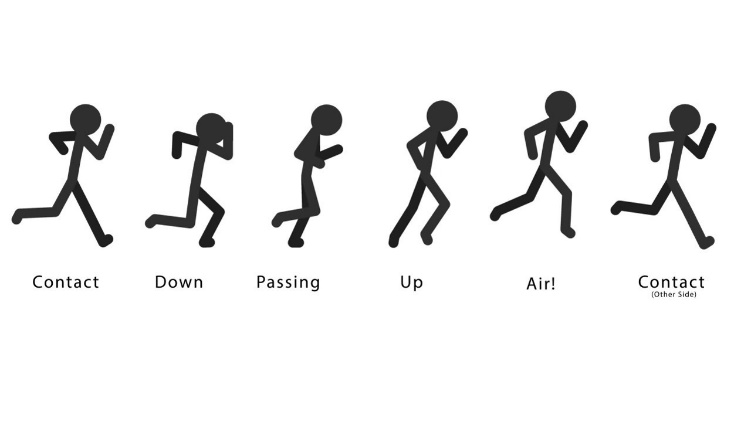 Contact
Down
Passing
Up
Air!
Contact
(Other Side)